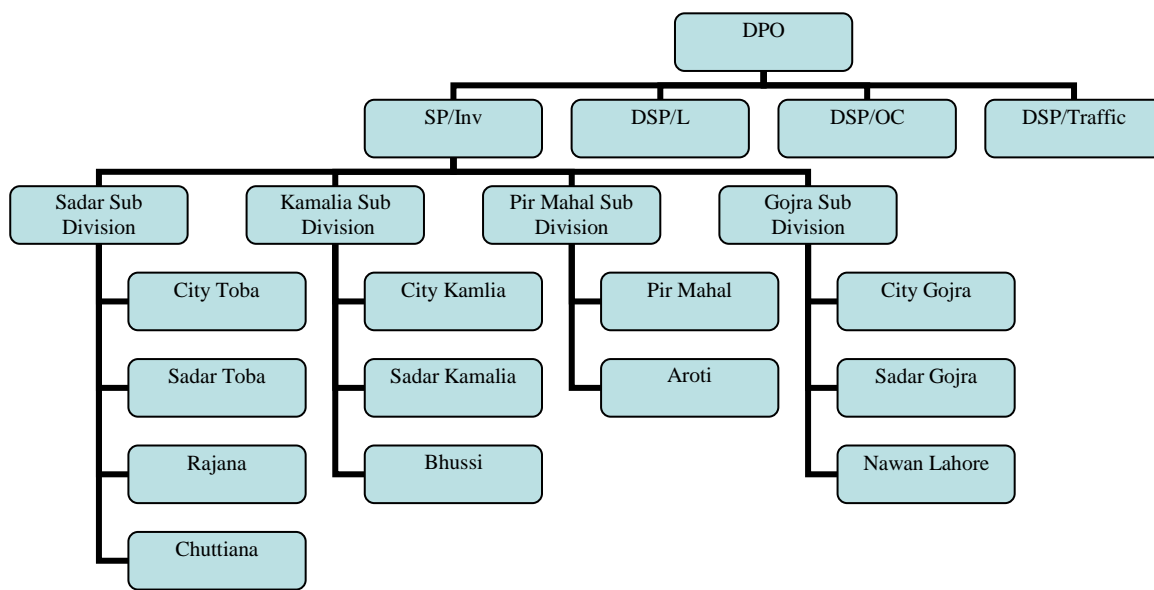 DPO
SP/Inv
DSP/L
DSP/OC
DSP/Traffic
Sadar Sub
Division
Kamalia Sub
Division
Pir Mahal Sub
Division
Gojra Sub
Division
City Toba
City Kamlia
Pir Mahal
City Gojra
Sadar Toba
Sadar Kamalia
Aroti
Sadar Gojra
Rajana
Bhussi
Nawan Lahore
Chuttiana